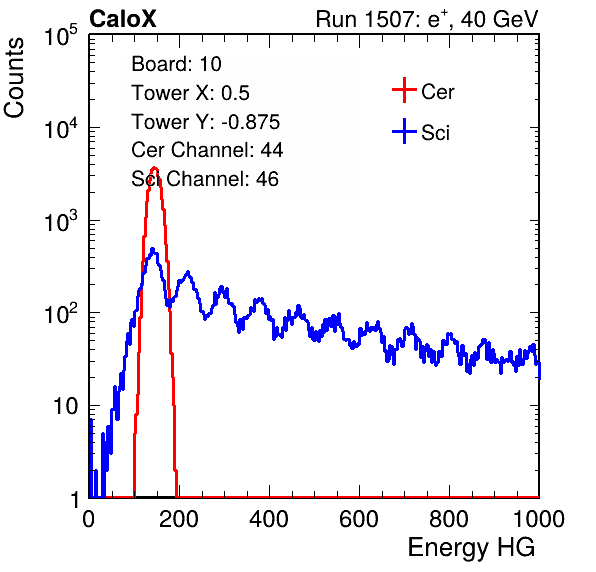 CaloX Run 1507: e⁺, 40 GeV
Counts
Board: 10
Tower X: 0.5
Tower Y: -0.875
Cer Channel: 44
Sci Channel: 46
Cer
Sci
10⁵
10⁴
10³
10²
10
1
0 200 400 600 800 1000
Energy HG